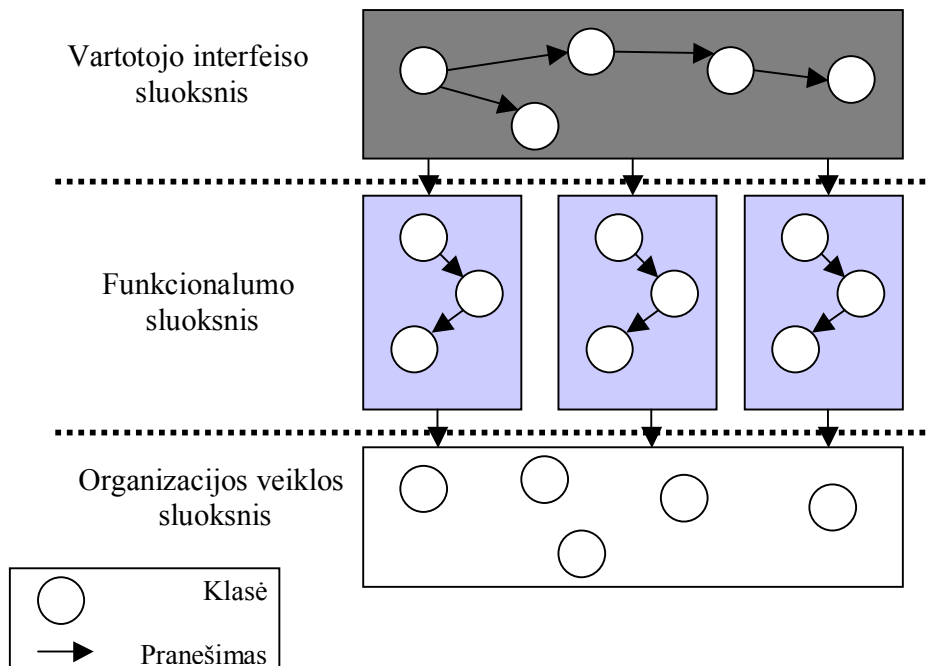 Vartotojo interfeiso
sluoksnis
Funkcionalumo
sluoksnis
Organizacijos veiklos
sluoksnis
Klasė
Pranešimas